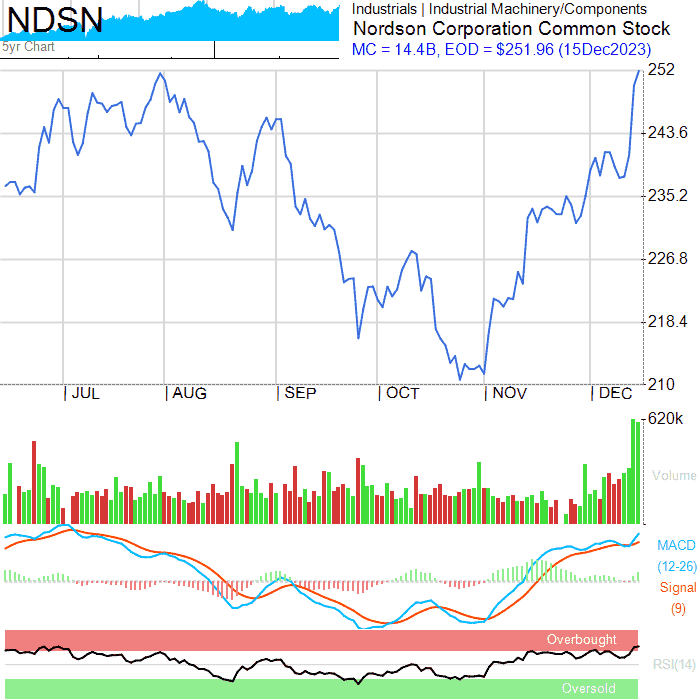 NDSN
5yr Chart
Industrials | Industrial Machinery/Components
Nordson Corporation Common Stock
MC = 14.4B, EOD = $251.96 (15Dec2023)
252
243.6
235.2
226.8
218.4
210
| JUL | AUG | SEP | OCT | NOV | DEC
620k
Volume
MACD
(12-26)
Signal
(9)
Overbought
RSI(14)
Oversold